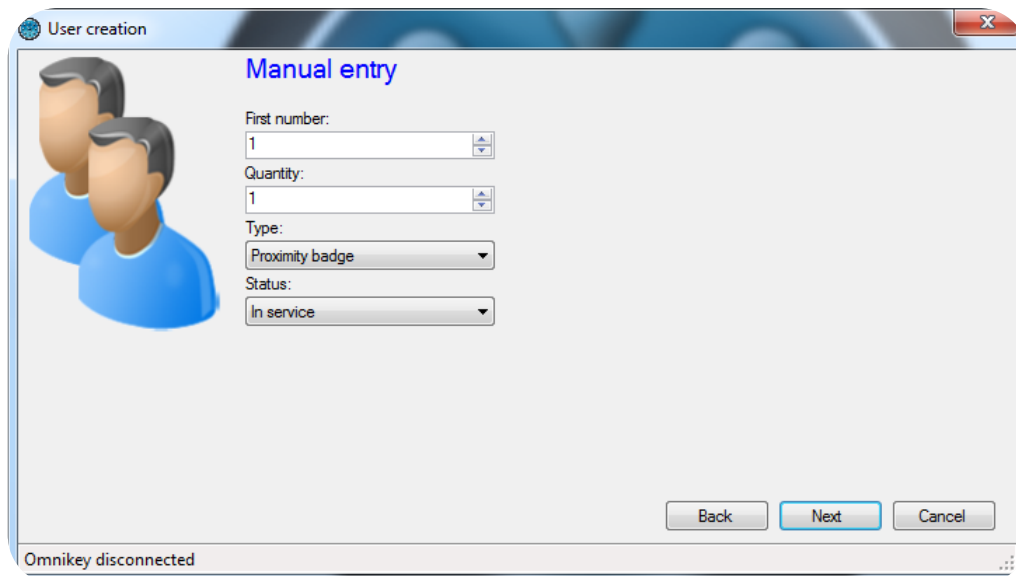 User creation
Manual entry
First number:
1
Quantity:
1
Type:
Proximity badge
Status:
In service
Back Next Cancel
Omnikey disconnected